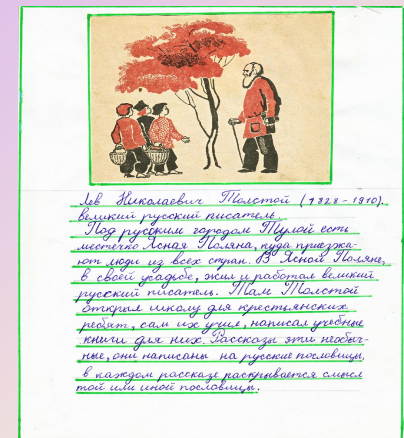 Лев Николаевич Толстой (1828-1910).
великий русский писатель.
Под русским городом Тулой есть
местечко Ясная Поляна, куда приезжа-
ют люди из всех стран. В Ясной Поляне,
в своей усадьбе, жил и работал великий
русский писатель. Там Толстой
открыл школу для крестьянских
ребят, сам их учил, написал учебные
книги для них. Рассказы эти необыч-
ные, они написаны на русские пословицы,
в каждом рассказе раскрывается смысл
той или иной пословицы.